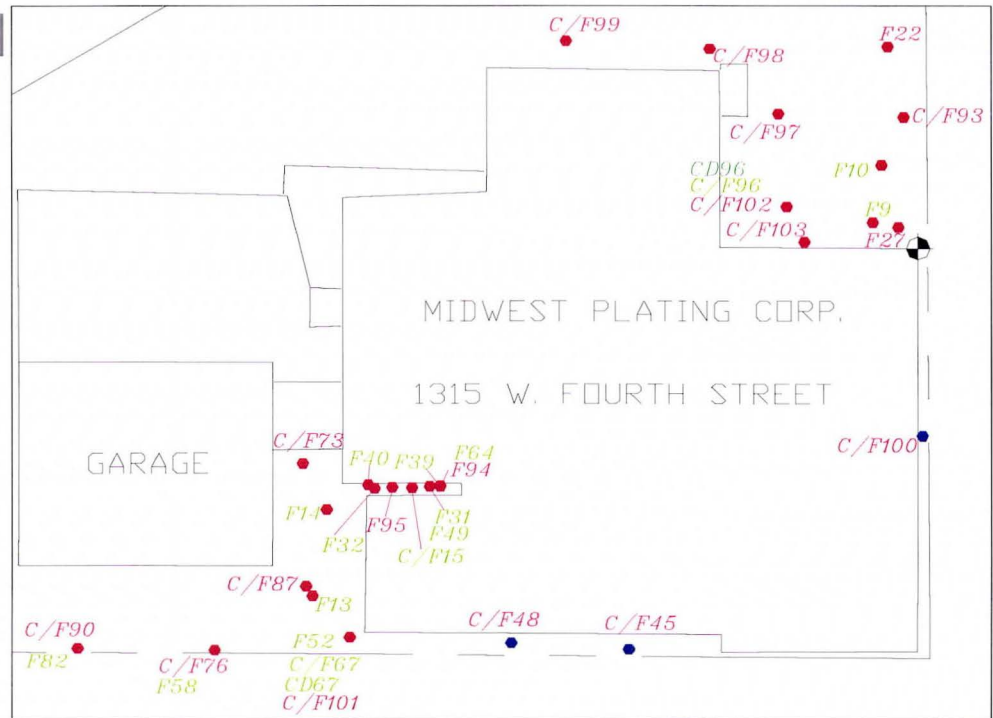 C/F99
F22
C/F98
C/F93
C/F97
CD96
F10
C/F96
C/F102
F9
C/F103
F27
MIDWEST PLATING CORP.
1315 W. FOURTH STREET
C/F100
C/F73
GARAGE
F40
F39
F64
F94
F14
F32
F95
F31
F49
C/F15
C/F87
F13
C/F90
F82
C/F76
F58
F52
C/F67
CD67
C/F101
C/F48
C/F45